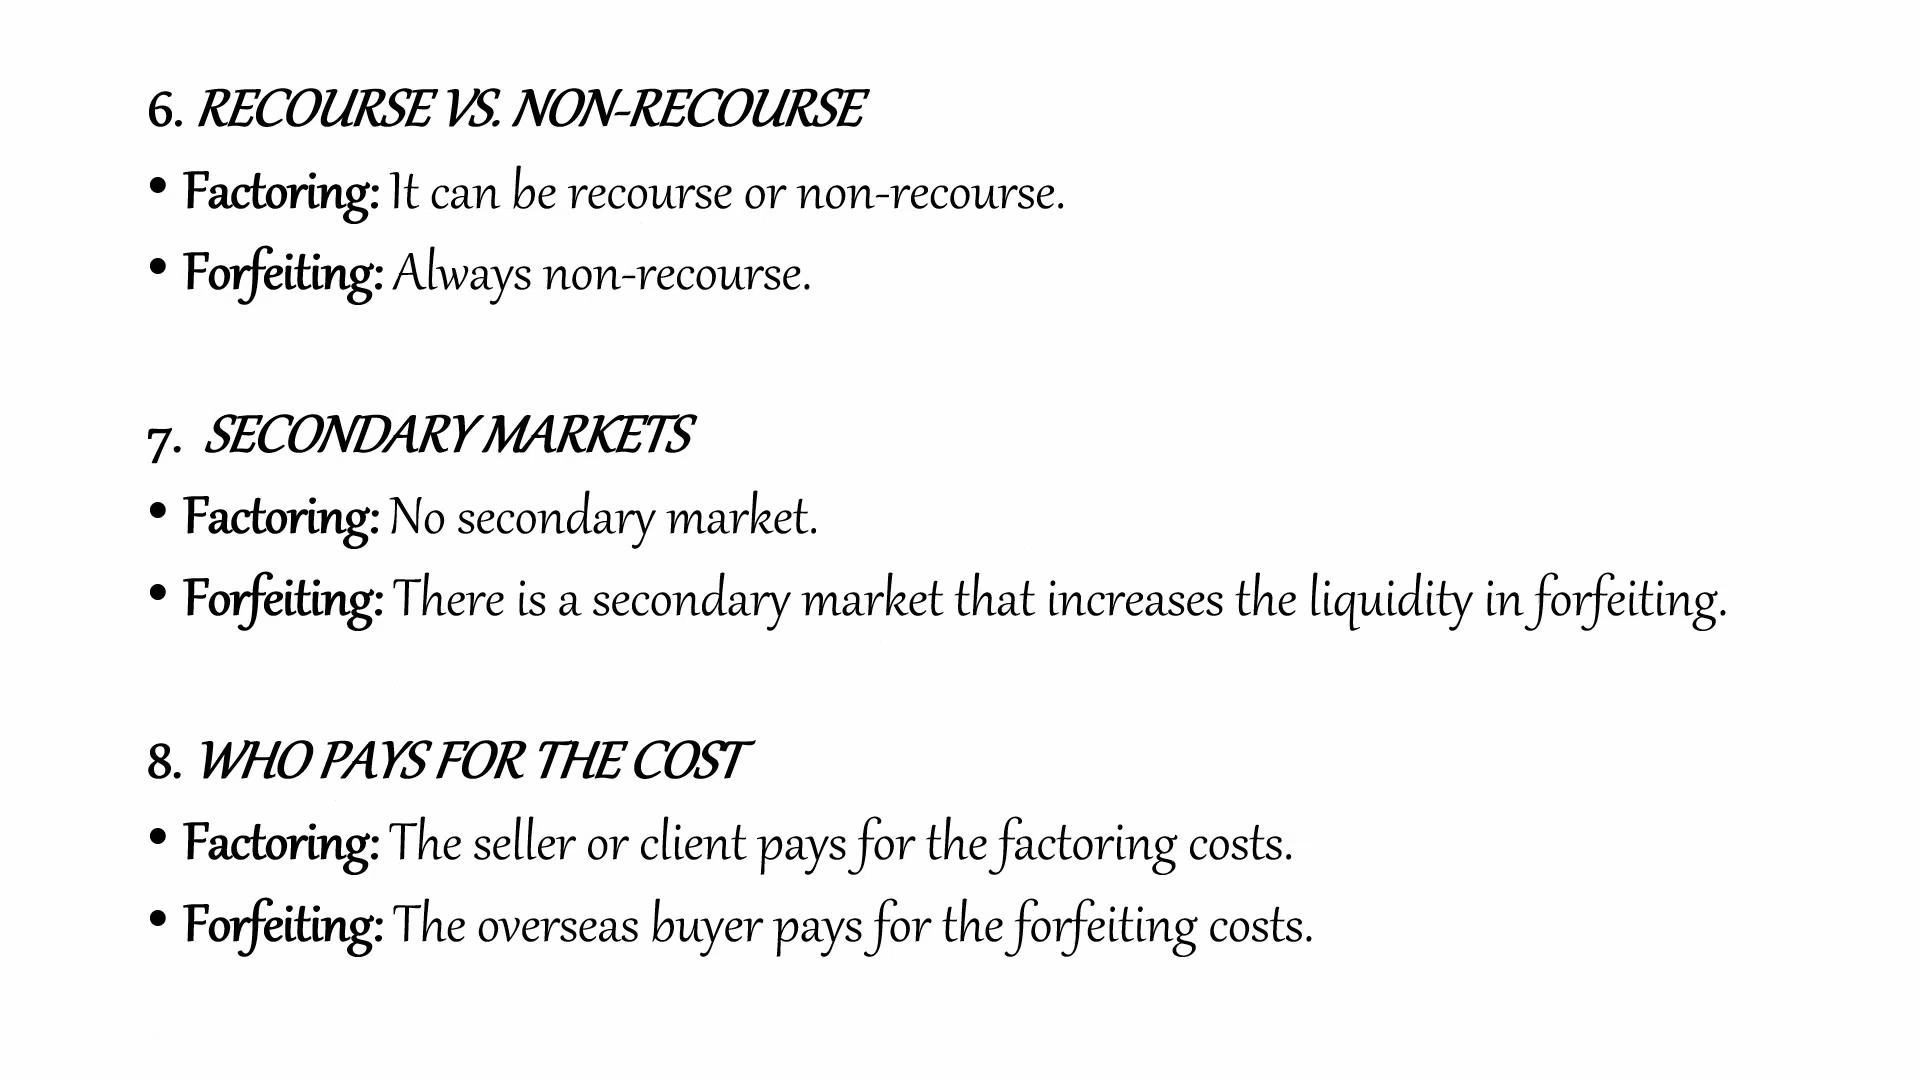 6. RECOURSE VS. NON-RECOURSE
• Factoring: It can be recourse or non-recourse.
• Forfeiting: Always non-recourse.
7. SECONDARY MARKETS
• Factoring: No secondary market.
• Forfeiting: There is a secondary market that increases the liquidity in forfeiting.
8. WHO PAYS FOR THE COST
• Factoring: The seller or client pays for the factoring costs.
• Forfeiting: The overseas buyer pays for the forfeiting costs.